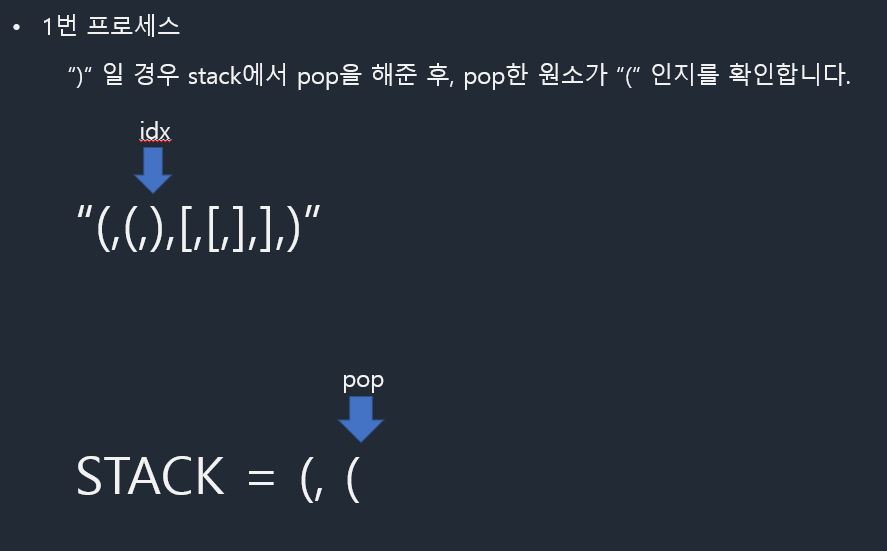 • 1번 프로세스
“)” 일 경우 stack에서 pop을 해준 후, pop한 원소가 “(“ 인지를 확인합니다.
idx
“(,(,),[,[,],],)”
pop
STACK = (, (